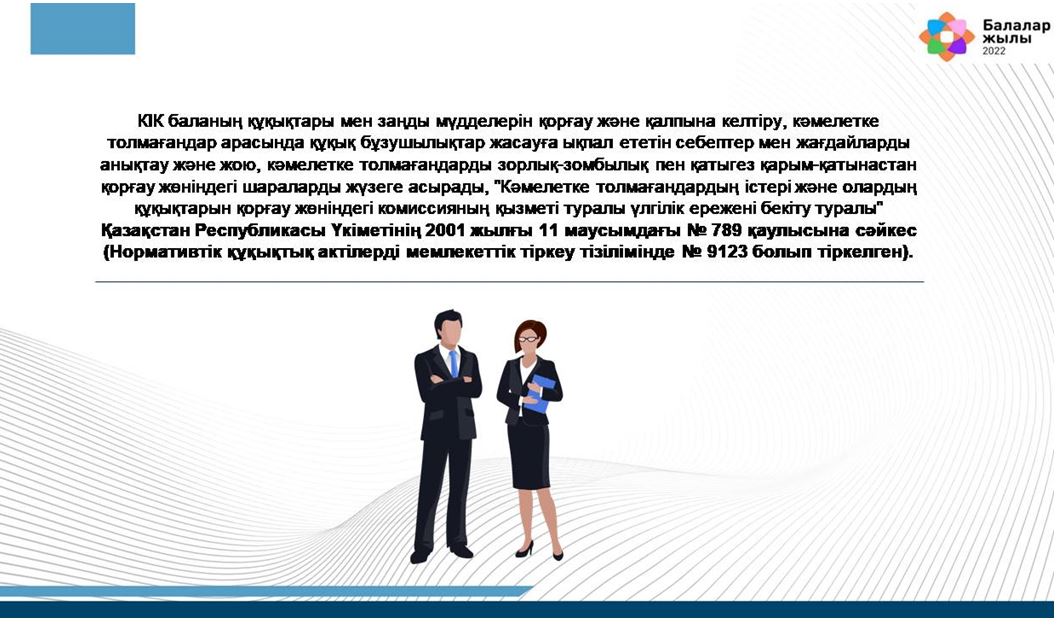 Балалар
жылы
2022
КІК баланың құқықтары мен заңды мүдделерін қорғау және қалпына келтіру, кәмелетке
толмағандар арасында құқық бұзушылықтар жасауға ықпал ететін себептер мен жағдайларды
анықтау және жою, кәмелетке толмағандарды зорлық-зомбылық пен қатыгез қарым-қатынастан
қорғау жөніндегі шараларды жүзеге асырады, "Кәмелетке толмағандардың істері және олардың
құқықтарын қорғау жөніндегі комиссияның қызметі туралы үлгілік ережені бекіту туралы"
Қазақстан Республикасы Үкіметінің 2001 жылғы 11 маусымдағы № 789 қаулысына сәйкес
(Нормативтік құқықтық актілерді мемлекеттік тіркеу тізілімінде № 9123 болып тіркелген).